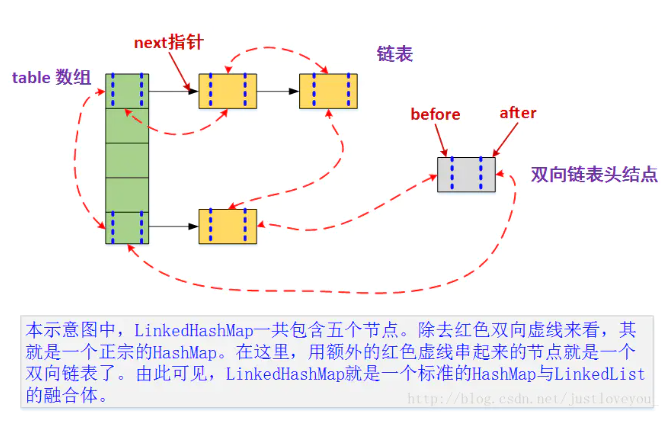 next指针
链表
table 数组
before
after
双向链表头结点
本示意图中，LinkedHashMap一共包含五个节点。除去红色双向虚线来看，其
就是一个正宗的HashMap。在这里，用额外的红色虚线串起来的节点就是一个
双向链表了。由此可见，LinkedHashMap就是一个标准的HashMap与LinkedList
的融合体。
http://blog.csdn.net/justloveyou_